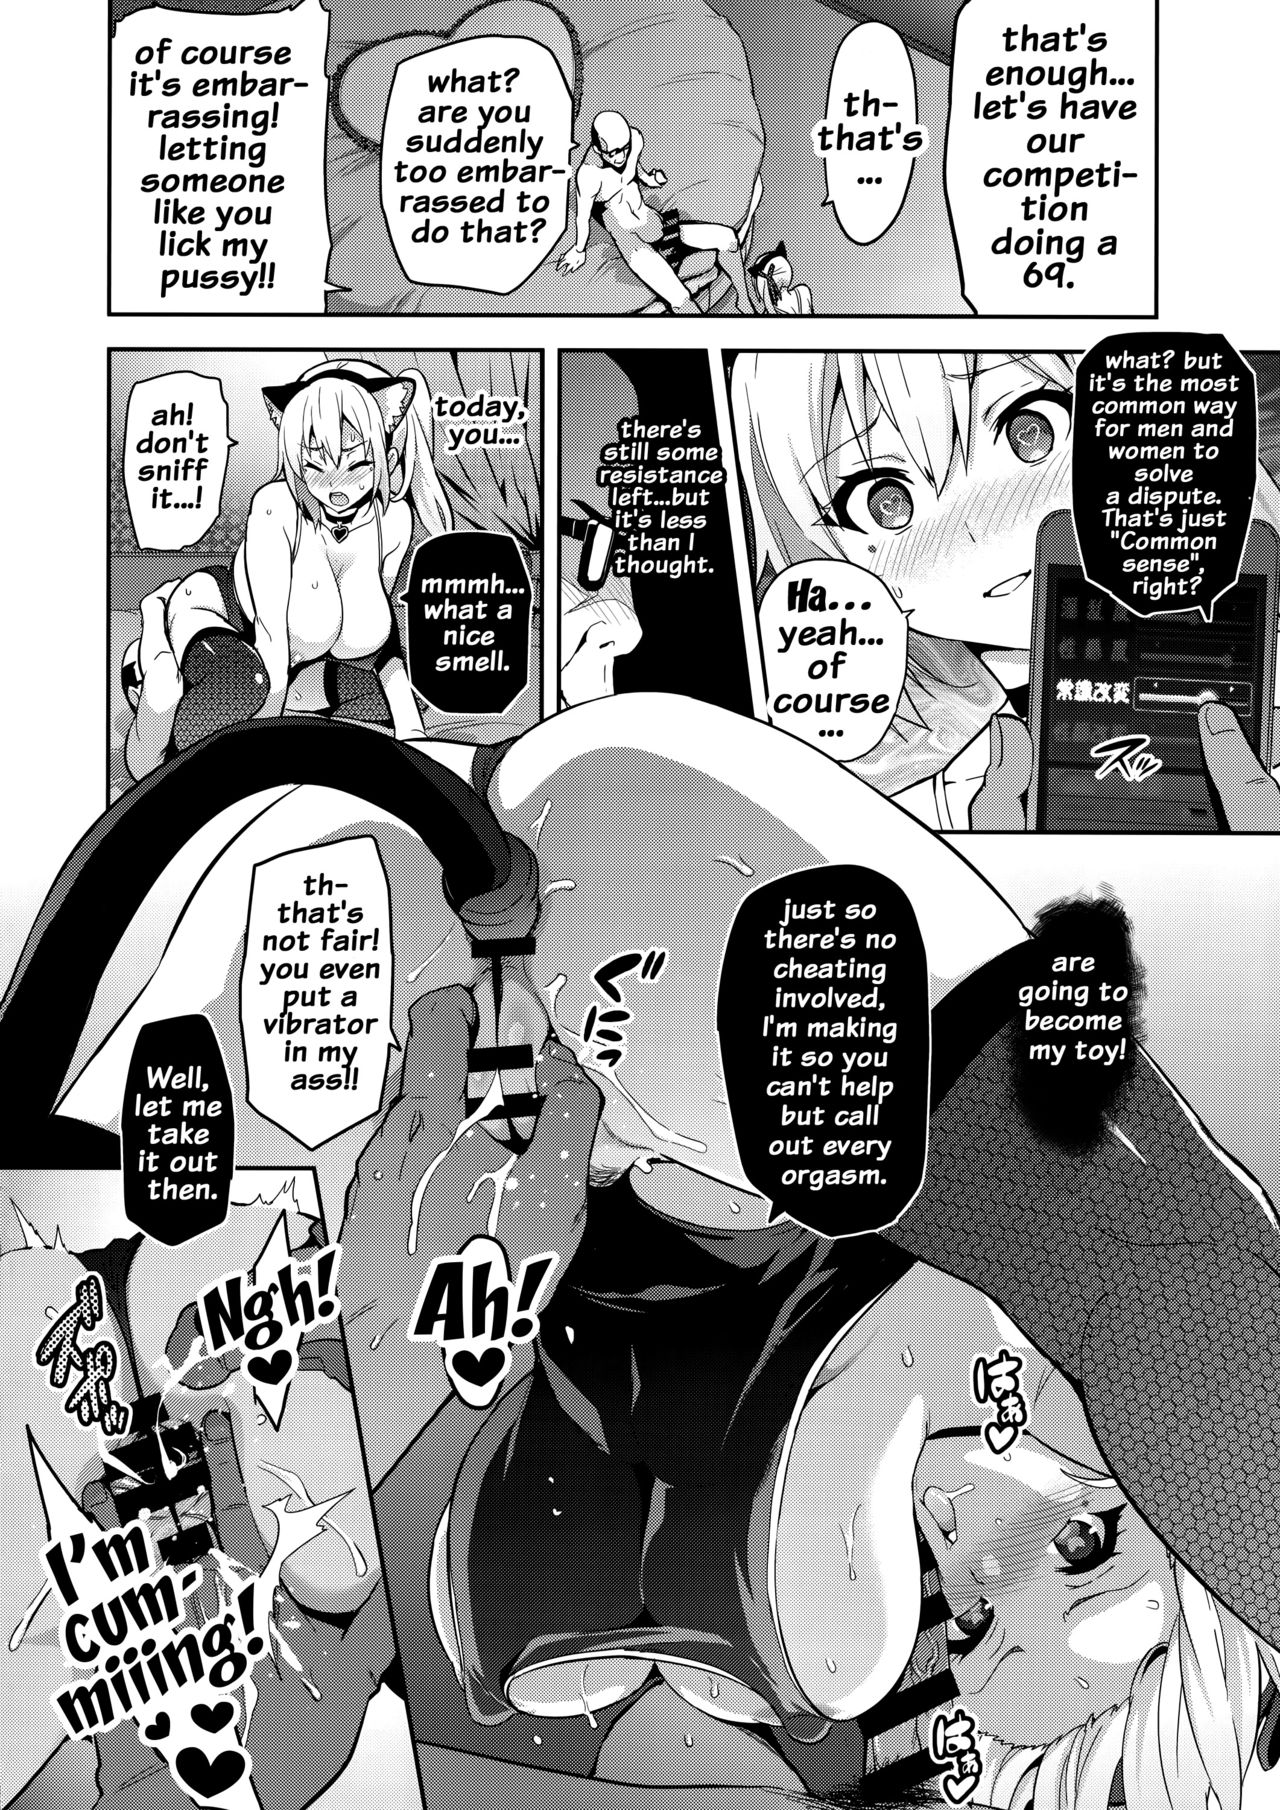 that's
enough...
let's have
our
competi-
tion
doing a
69.
th-
that's
...
what?
are you
suddenly
too embar-
rassed to
do that?
of course
it's embar-
rassing!
letting
someone
like you
lick my
pussy!!
what? but
it's the most
common way
for men and
women to
solve
a dispute.
That's just
"Common
sense",
right?
Ha...
yeah...
of
course
...
常識改変
スッ
there's
still some
resistance
left...but
it's less
than I
thought.
today,
you...
mmmh...
what a
nice
smell.
ah!
don't
sniff
it...!
are
going to
become
my toy!
just so
there's no
cheating
involved,
I'm making
it so you
can't help
but call
out every
orgasm.
ぐっ
th-
that's
not fair!
you even
put a
vibrator
in my
ass!!
Well,
let me
take
it out
then.
Ah!
♥
はぁ♥
はぁ♥
Ngh!
♥
I'm
cum-
miiing!
♥ ♥ ♥